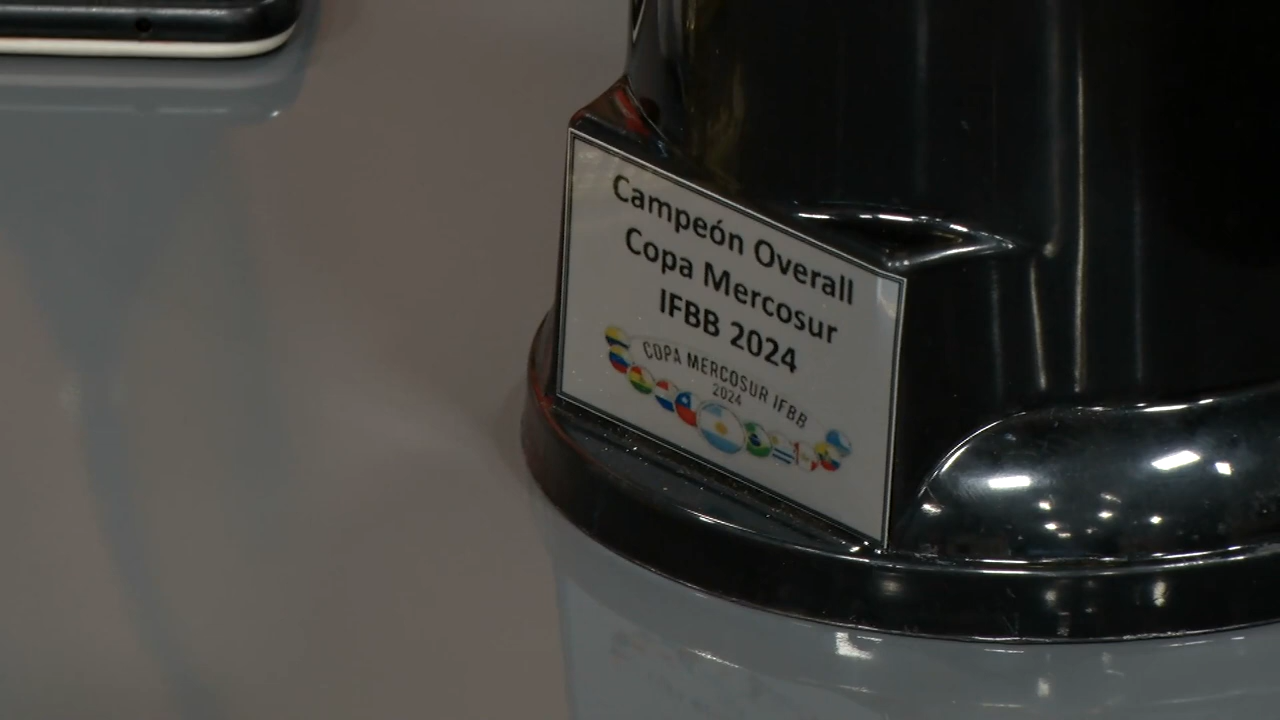 Campeón Overall
Copa Mercosur
IFBB 2024
COPA MERCOSUR IFBB
2024